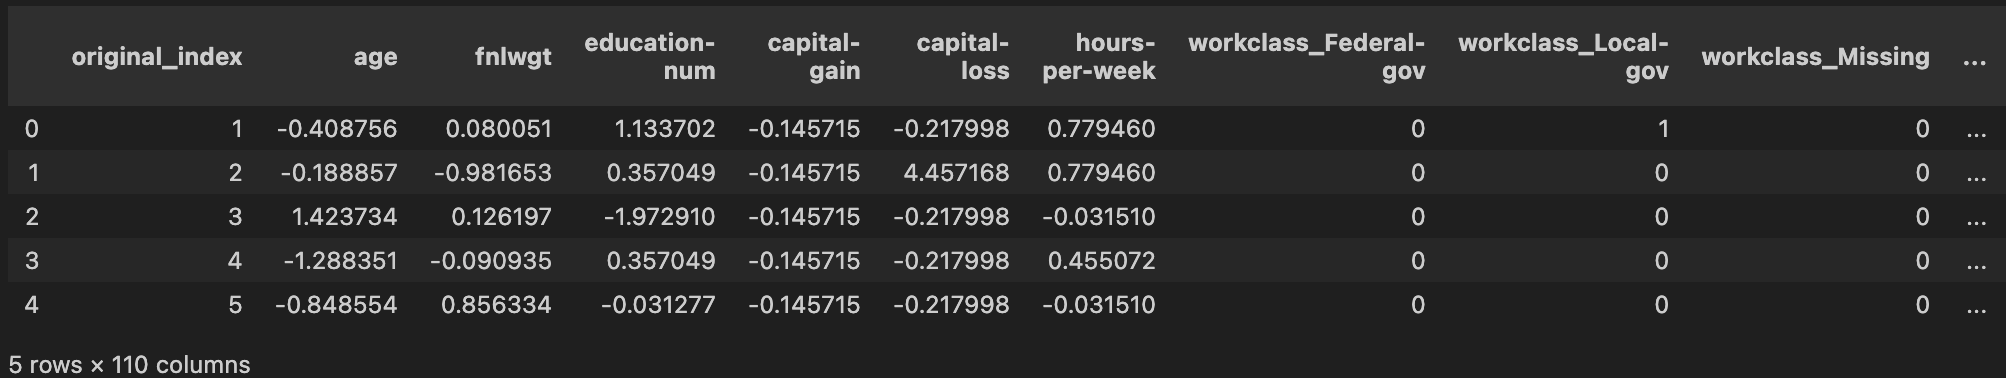 original_index age fnlwgt education-num capital-gain capital-loss hours-per-week workclass_Federal-gov workclass_Local-gov workclass_Missing ...
0 1 -0.408756 0.080051 1.133702 -0.145715 -0.217998 0.779460 0 1 0 ...
1 2 -0.188857 -0.981653 0.357049 -0.145715 4.457168 0.779460 0 0 0 ...
2 3 1.423734 0.126197 -1.972910 -0.145715 -0.217998 -0.031510 0 0 0 ...
3 4 -1.288351 -0.090935 0.357049 -0.145715 -0.217998 0.455072 0 0 0 ...
4 5 -0.848554 0.856334 -0.031277 -0.145715 -0.217998 -0.031510 0 0 0 ...
5 rows × 110 columns